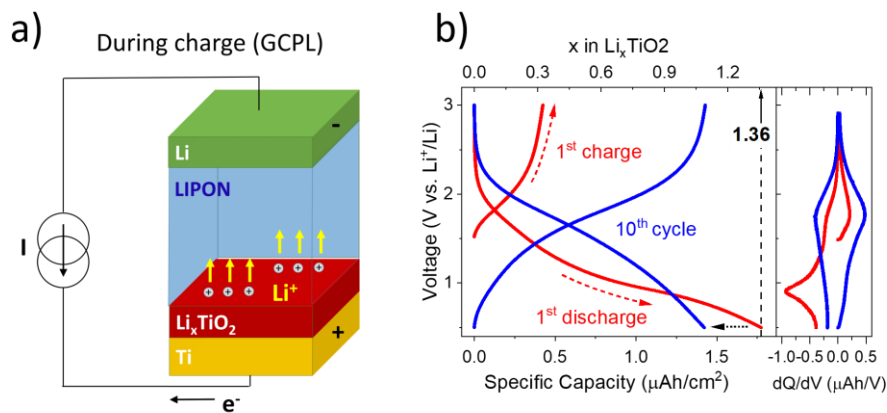 a)
During charge (GCPL)
-
Li
LIPON
I
Li⁺
LiₓTiO₂
+
Ti
e⁻
b)
x in LiₓTiO2
0.0 0.3 0.6 0.9 1.2
3
2
1
Voltage (V vs. Li⁺/Li)
1ˢᵗ charge
10ᵗʰ cycle
1ˢᵗ discharge
1.36
0.0 0.5 1.0 1.5
Specific Capacity (μAh/cm²)
-1.0 -0.5 0.0 0.5
dQ/dV (μAh/V)